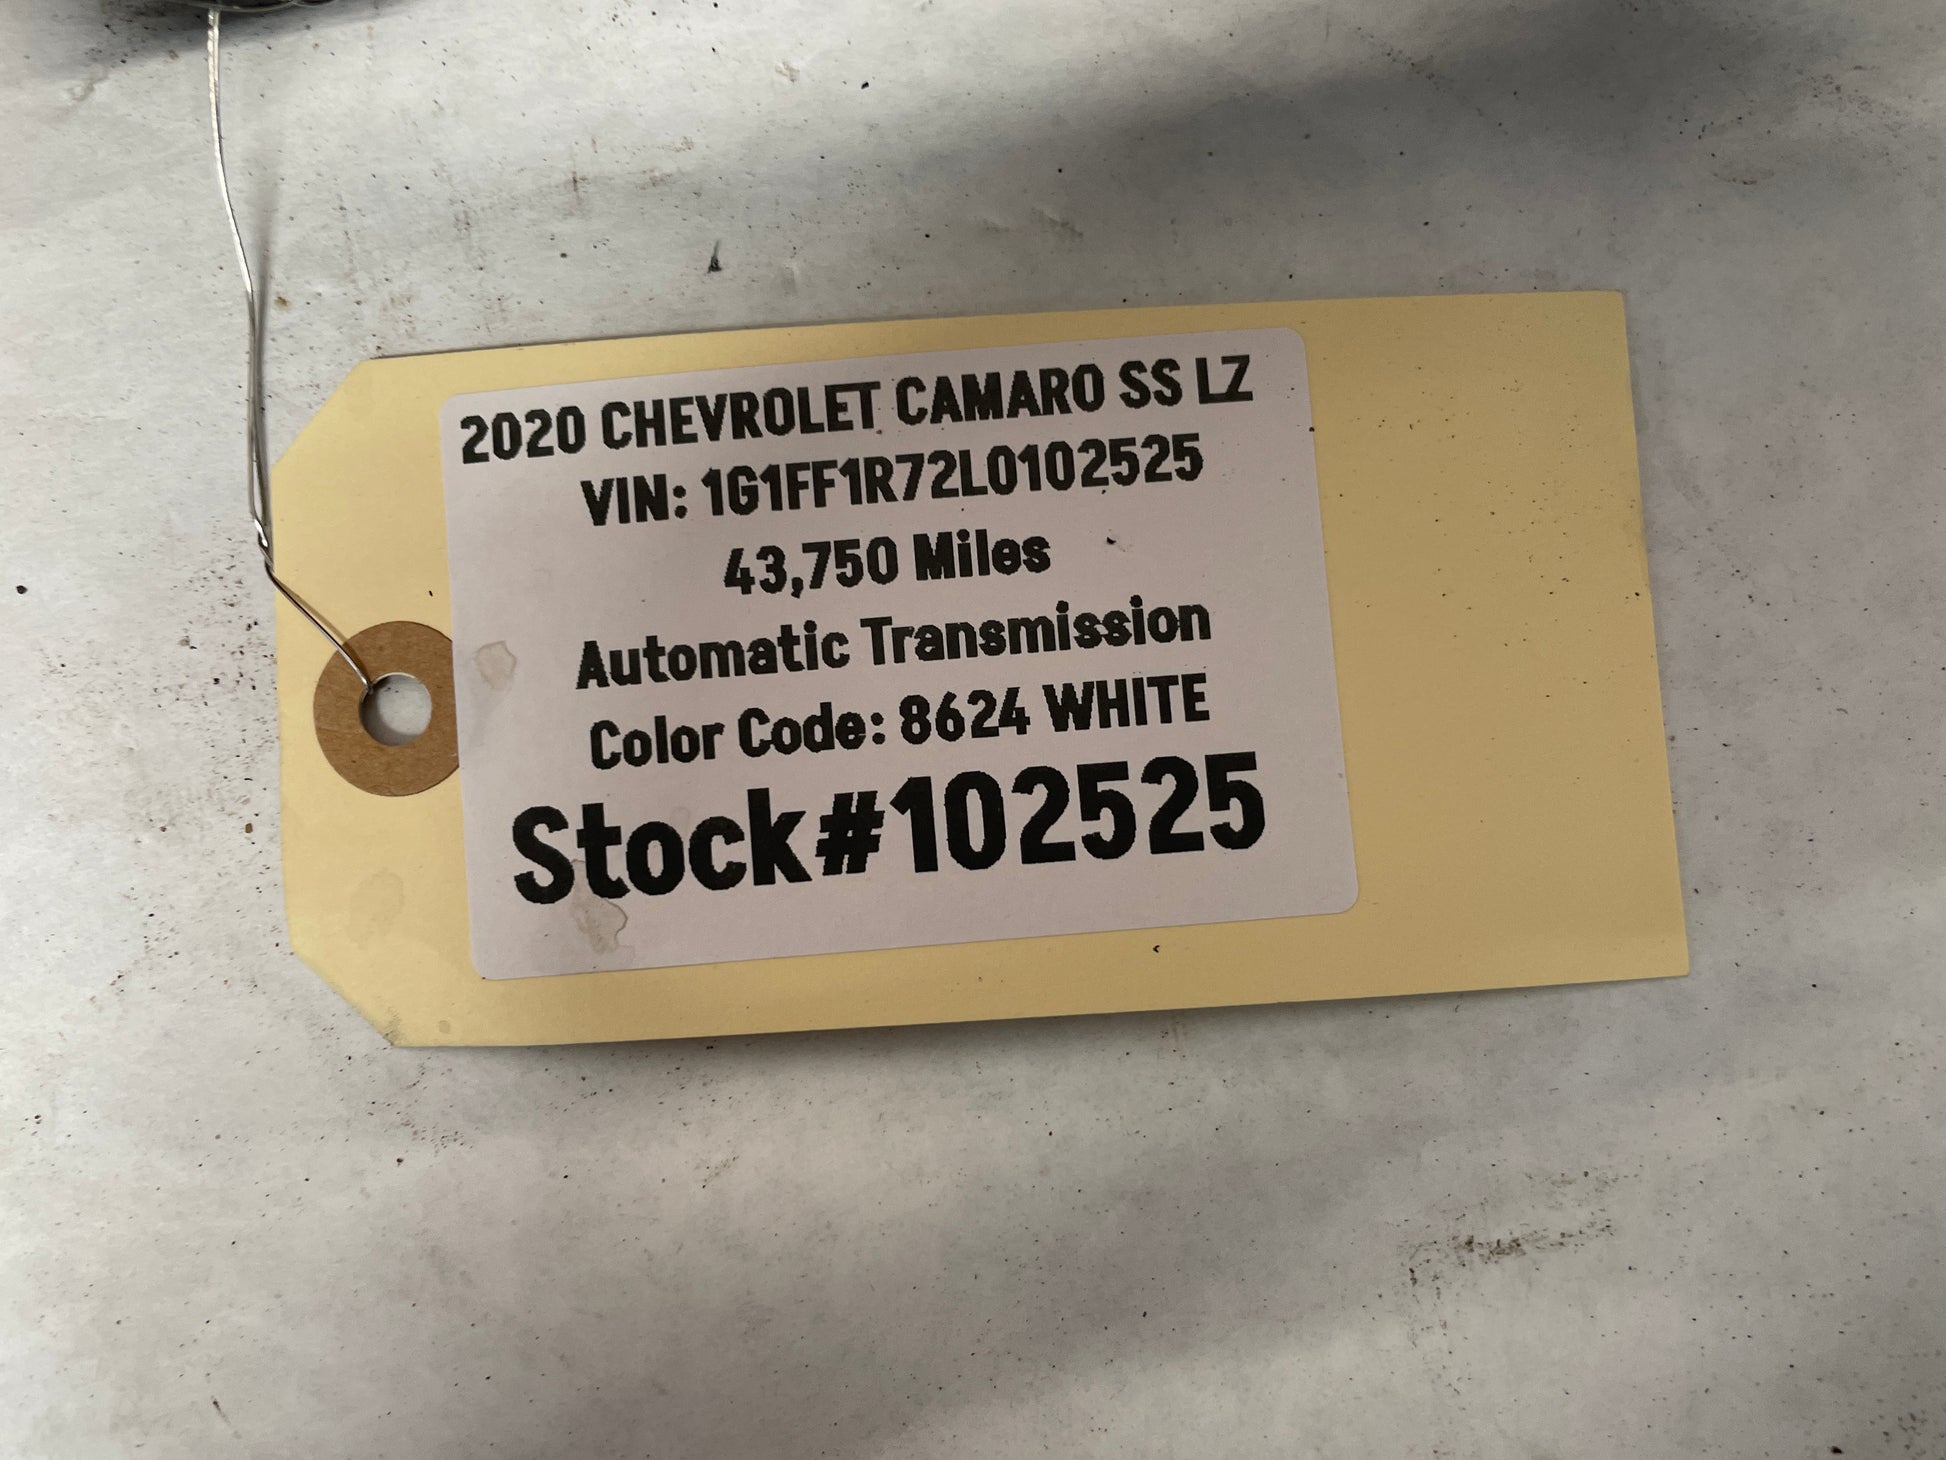 2020 CHEVROLET CAMARO SS LZ
VIN: 1G1FF1R72L0102525
43,750 Miles
Automatic Transmission
Color Code: 8624 WHITE
Stock#102525